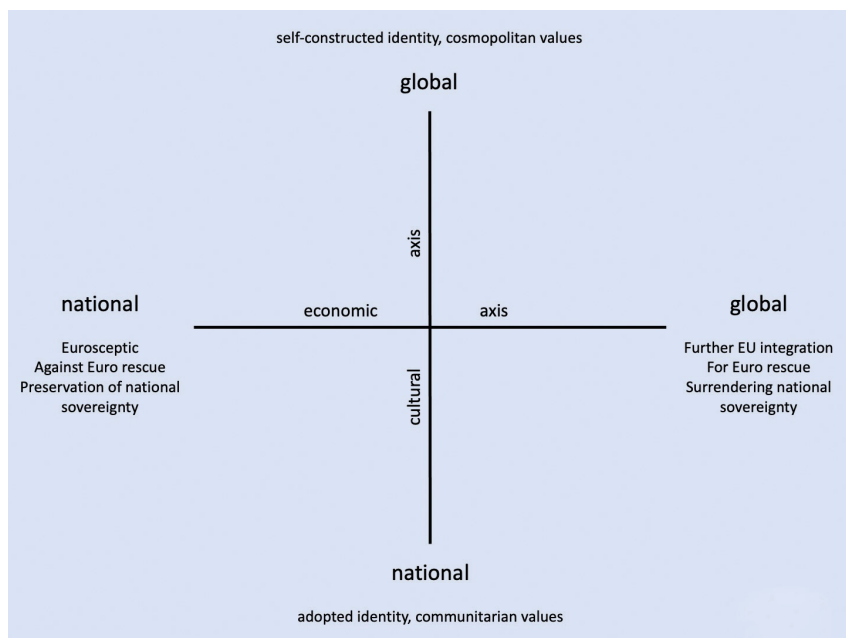 self-constructed identity, cosmopolitan values
global
axis
national
economic axis
global
Eurosceptic
Against Euro rescue
Preservation of national
sovereignty
Further EU integration
For Euro rescue
Surrendering national
sovereignty
cultural
national
adopted identity, communitarian values